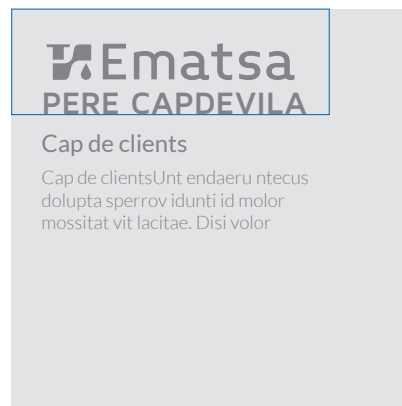 Ematsa
PERE CAPDEVILA
Cap de clients
Cap de clientsUnt endaeru ntecus
dolupta sperrov idunti id molor
mossitat vit lacitae. Disi volor